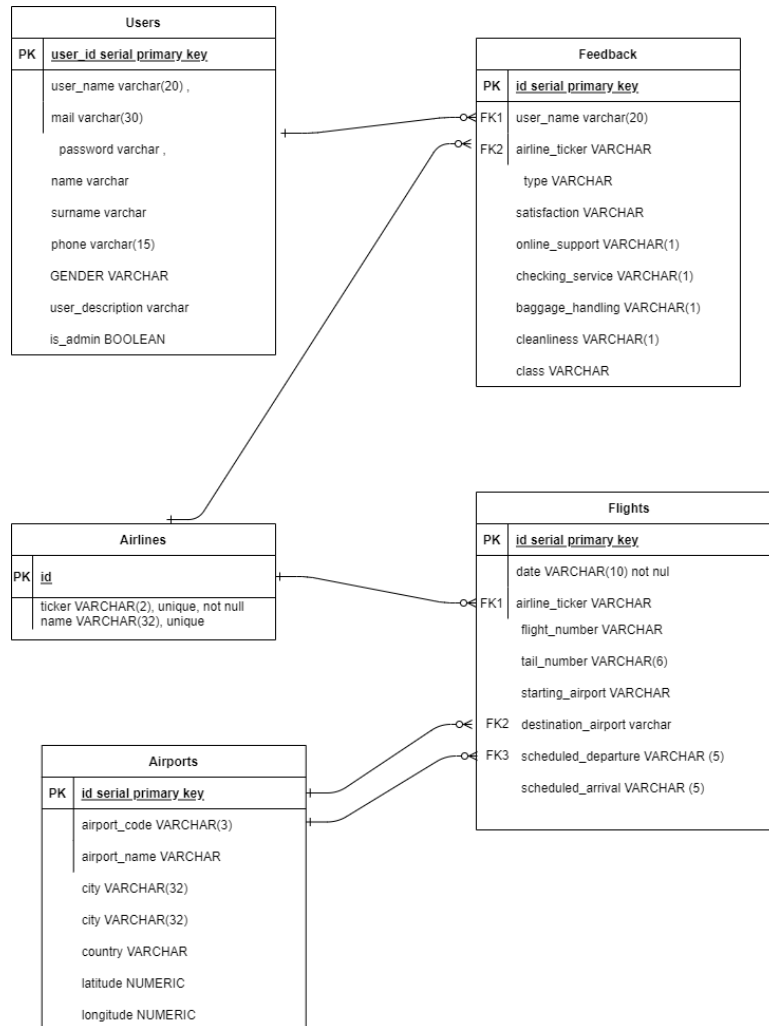 Users
PK user_id serial primary key
user_name varchar(20) ,
mail varchar(30)
password varchar ,
name varchar
surname varchar
phone varchar(15)
GENDER VARCHAR
user_description varchar
is_admin BOOLEAN
Feedback
PK id serial primary key
FK1 user_name varchar(20)
FK2 airline_ticker VARCHAR
type VARCHAR
satisfaction VARCHAR
online_support VARCHAR(1)
checking_service VARCHAR(1)
baggage_handling VARCHAR(1)
cleanliness VARCHAR(1)
class VARCHAR
Airlines
PK id
ticker VARCHAR(2), unique, not null
name VARCHAR(32), unique
Flights
PK id serial primary key
date VARCHAR(10) not nul
FK1 airline_ticker VARCHAR
flight_number VARCHAR
tail_number VARCHAR(6)
starting_airport VARCHAR
FK2 destination_airport varchar
FK3 scheduled_departure VARCHAR (5)
scheduled_arrival VARCHAR (5)
Airports
PK id serial primary key
airport_code VARCHAR(3)
airport_name VARCHAR
city VARCHAR(32)
city VARCHAR(32)
country VARCHAR
latitude NUMERIC
longitude NUMERIC